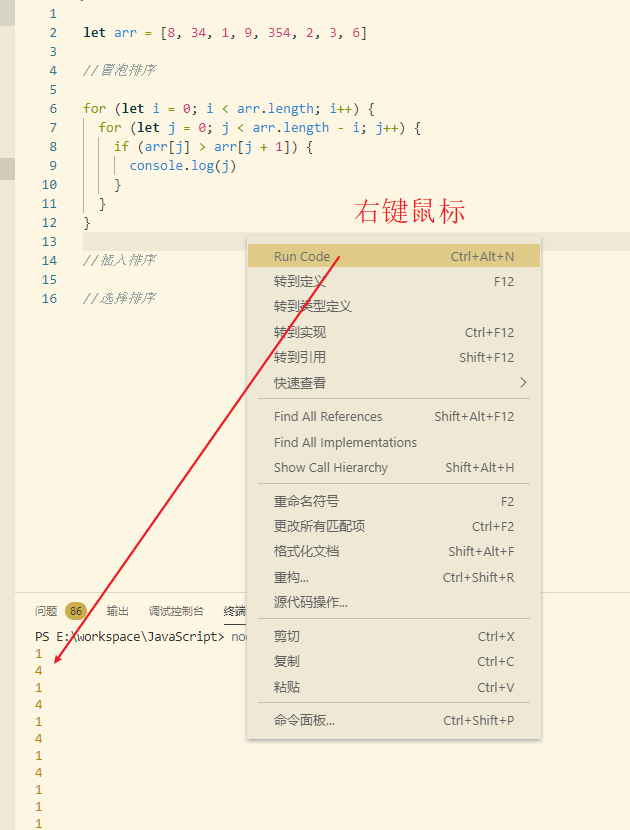 1
2 let arr = [8, 34, 1, 9, 354, 2, 3, 6]
3
4 //冒泡排序
5
6 for (let i = 0; i < arr.length; i++) {
7 for (let j = 0; j < arr.length - i; j++) {
8 if (arr[j] > arr[j + 1]) {
9 console.log(j)
10 }
11 }
12 }
右键鼠标
13
14 //插入排序
15
16 //选择排序
Run Code Ctrl+Alt+N
转到定义 F12
转到类型定义
转到实现 Ctrl+F12
转到引用 Shift+F12
快速查看
Find All References Shift+Alt+F12
Find All Implementations
Show Call Hierarchy Shift+Alt+H
重命名符号 F2
更改所有匹配项 Ctrl+F2
格式化文档 Shift+Alt+F
重构... Ctrl+Shift+R
源代码操作...
剪切 Ctrl+X
复制 Ctrl+C
粘贴 Ctrl+V
命令面板... Ctrl+Shift+P
问题 86 输出 调试控制台 终端
PS E:\workspace\JavaScript> no
1
4
1
4
1
4
1
4
1
1
1